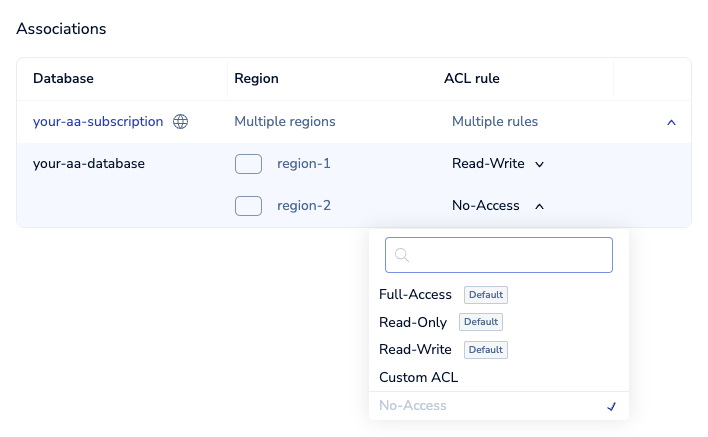 Associations
Database Region ACL rule
your-aa-subscription Multiple regions Multiple rules
your-aa-database region-1 Read-Write
region-2 No-Access
Full-Access Default
Read-Only Default
Read-Write Default
Custom ACL
No-Access